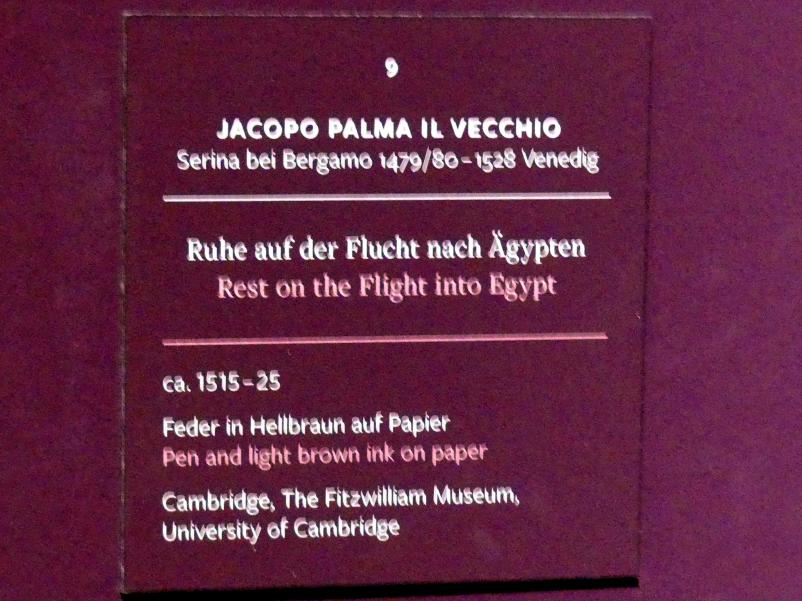 9
JACOPO PALMA IL VECCHIO
Serina bei Bergamo 1479/80–1528 Venedig
Ruhe auf der Flucht nach Ägypten
Rest on the Flight into Egypt
ca. 1515–25
Feder in Hellbraun auf Papier
Pen and light brown ink on paper
Cambridge, The Fitzwilliam Museum,
University of Cambridge